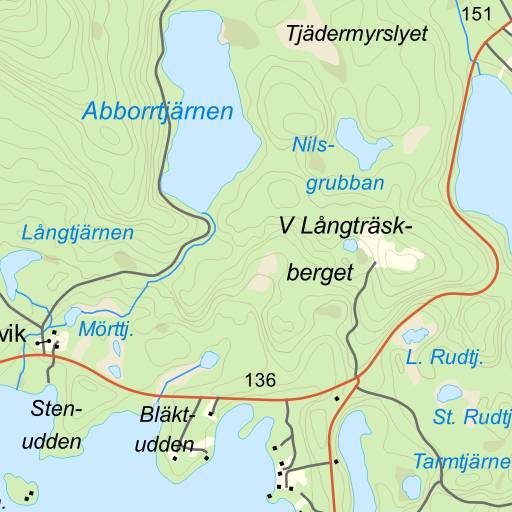 151
Tjädermyrslyet
Abborrtjärnen
Nils-
grubban
V Långträsk-
berget
Långtjärnen
vik
Mörttj.
L. Rudtj.
136
Sten-
udden
Bläkt-
udden
St. Rudtj
Tarmtjärne